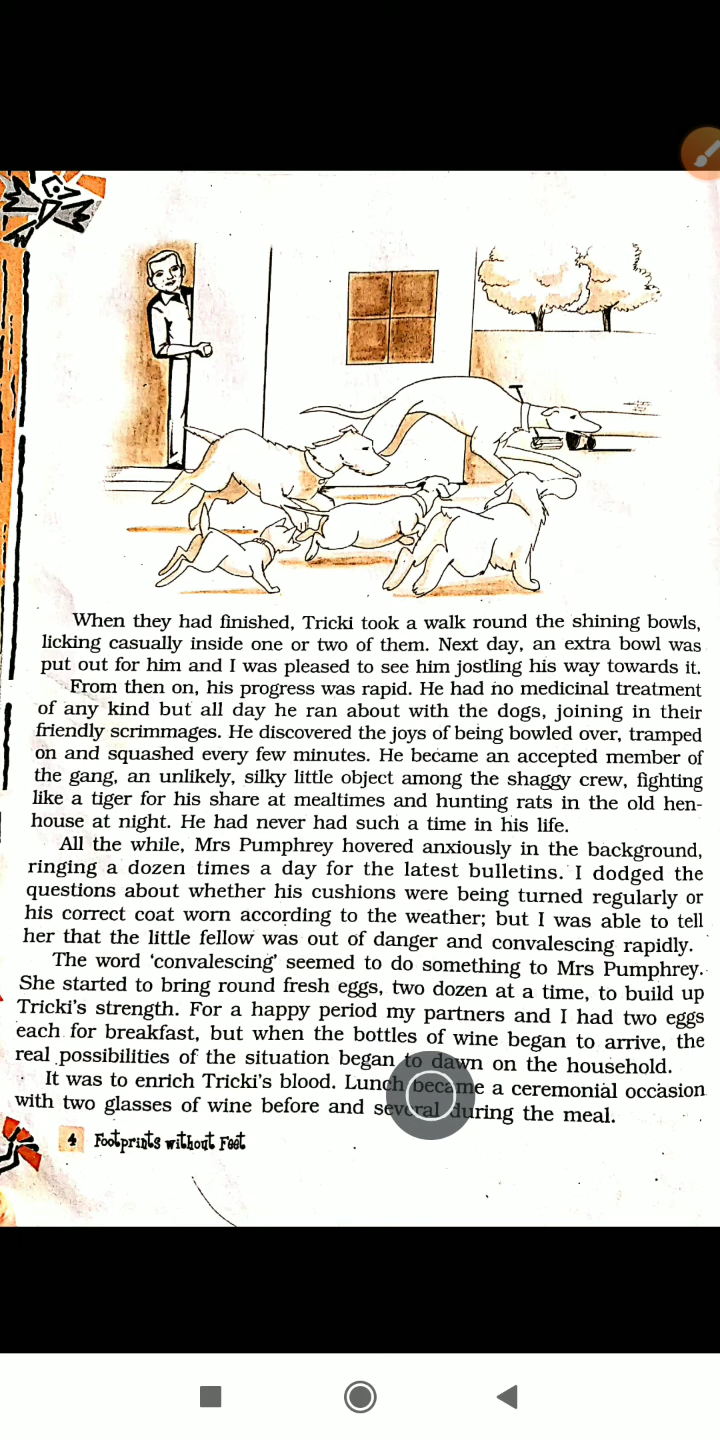 When they had finished, Tricki took a walk round the shining bowls,
licking casually inside one or two of them. Next day, an extra bowl was
put out for him and I was pleased to see him jostling his way towards it.
From then on, his progress was rapid. He had no medicinal treatment
of any kind but all day he ran about with the dogs, joining in their
friendly scrimmages. He discovered the joys of being bowled over, tramped
on and squashed every few minutes. He became an accepted member of
the gang, an unlikely, silky little object among the shaggy crew, fighting
like a tiger for his share at mealtimes and hunting rats in the old hen-
house at night. He had never had such a time in his life.
All the while, Mrs Pumphrey hovered anxiously in the background,
ringing a dozen times a day for the latest bulletins. I dodged the
questions about whether his cushions were being turned regularly or
his correct coat worn according to the weather; but I was able to tell
her that the little fellow was out of danger and convalescing rapidly.
The word ‘convalescing’ seemed to do something to Mrs Pumphrey.
She started to bring round fresh eggs, two dozen at a time, to build up
Tricki’s strength. For a happy period my partners and I had two eggs
each for breakfast, but when the bottles of wine began to arrive, the
real possibilities of the situation began to dawn on the household.
It was to enrich Tricki’s blood. Lunch became a ceremonial occasion
with two glasses of wine before and several during the meal.
4 Footprints without Feet